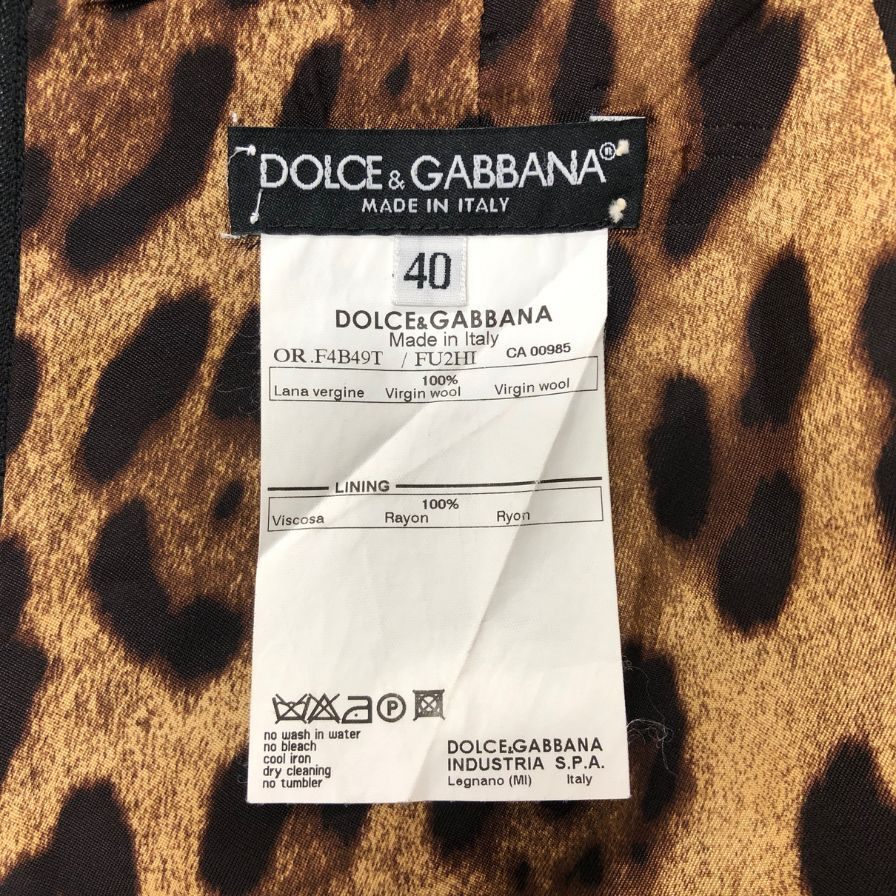 DOLCE & GABBANA®
MADE IN ITALY
40
DOLCE&GABBANA
Made in Italy
OR.F4B49T / FU2HI CA 00985
100%
Lana vergine Virgin wool Virgin wool
LINING
100%
Viscosa Rayon Ryon
P
no wash in water
no bleach
cool iron
dry cleaning
no tumbler
DOLCE&GABBANA
INDUSTRIA S.P.A.
Legnano (MI) Italy